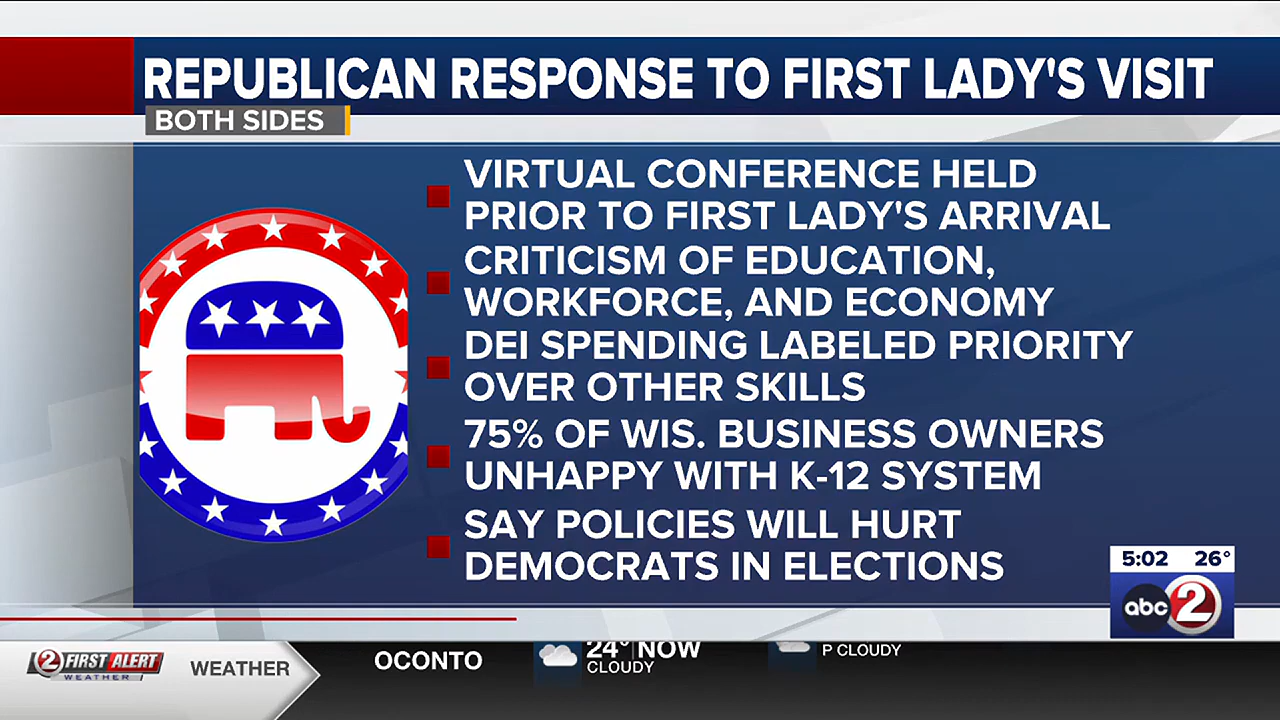 REPUBLICAN RESPONSE TO FIRST LADY'S VISIT
BOTH SIDES
VIRTUAL CONFERENCE HELD
PRIOR TO FIRST LADY'S ARRIVAL
CRITICISM OF EDUCATION,
WORKFORCE, AND ECONOMY
DEI SPENDING LABELED PRIORITY
OVER OTHER SKILLS
75% OF WIS. BUSINESS OWNERS
UNHAPPY WITH K-12 SYSTEM
SAY POLICIES WILL HURT
DEMOCRATS IN ELECTIONS
5:02 26°
abc 2
2 FIRST ALERT
WEATHER
WEATHER
OCONTO
24° NOW
CLOUDY
P CLOUDY